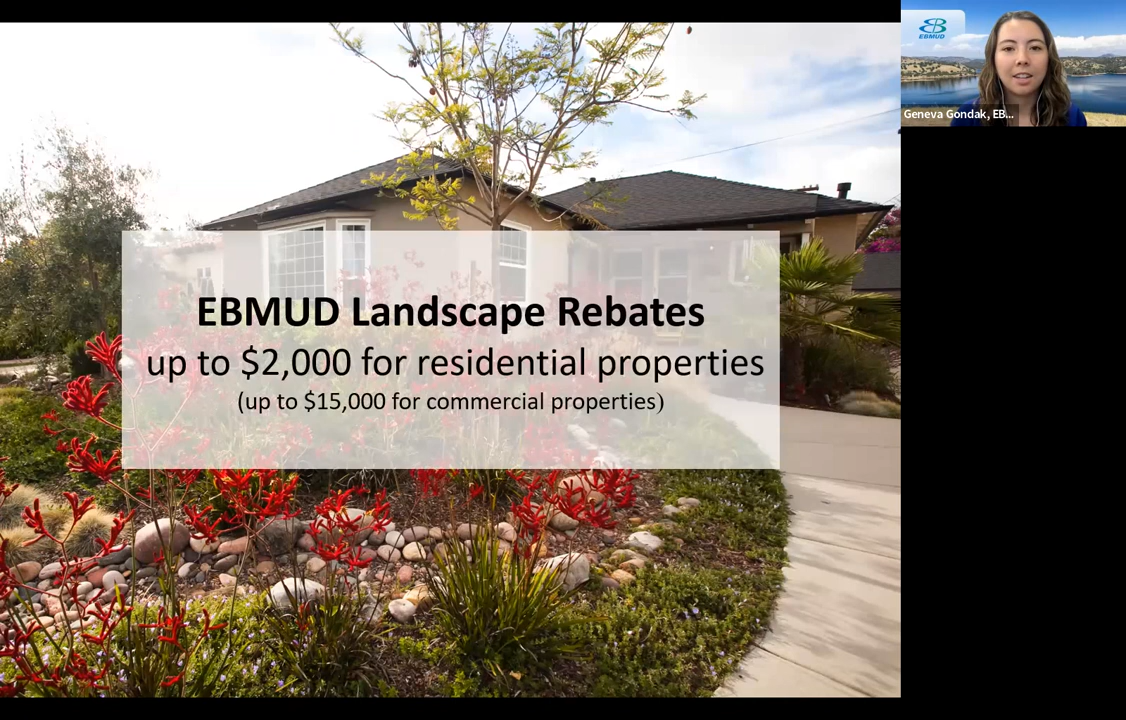 EBMUD
Geneva Gondak, EB...
EBMUD Landscape Rebates
up to $2,000 for residential properties
(up to $15,000 for commercial properties)